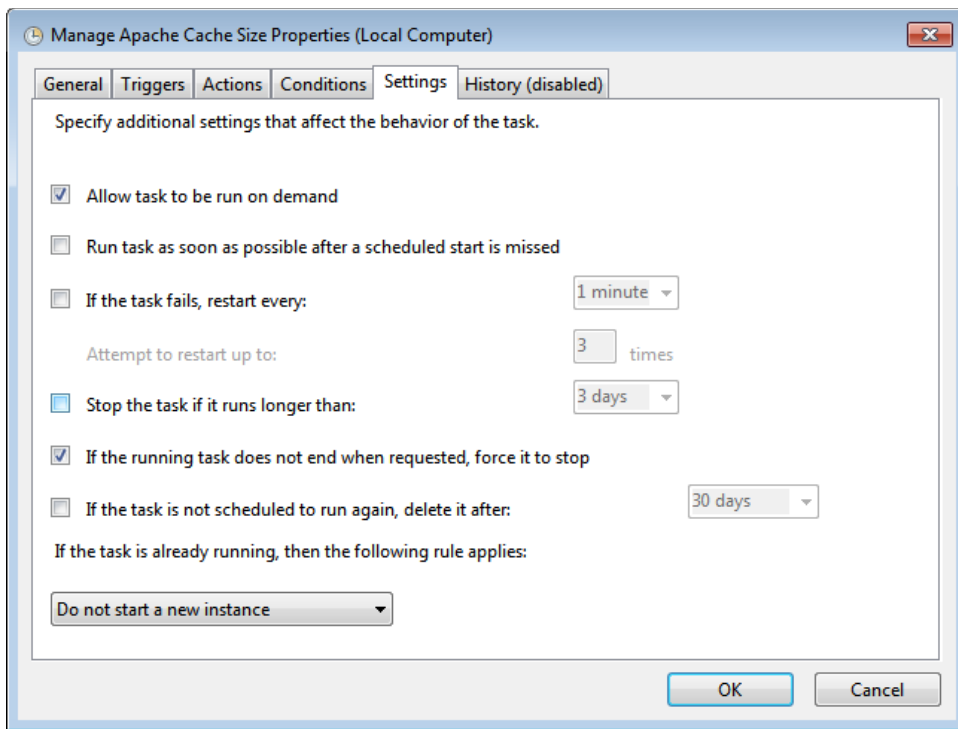 Manage Apache Cache Size Properties (Local Computer)
General Triggers Actions Conditions Settings History (disabled)
Specify additional settings that affect the behavior of the task.
Allow task to be run on demand
Run task as soon as possible after a scheduled start is missed
If the task fails, restart every: 1 minute
Attempt to restart up to: 3 times
Stop the task if it runs longer than: 3 days
If the running task does not end when requested, force it to stop
If the task is not scheduled to run again, delete it after: 30 days
If the task is already running, then the following rule applies:
Do not start a new instance
OK Cancel